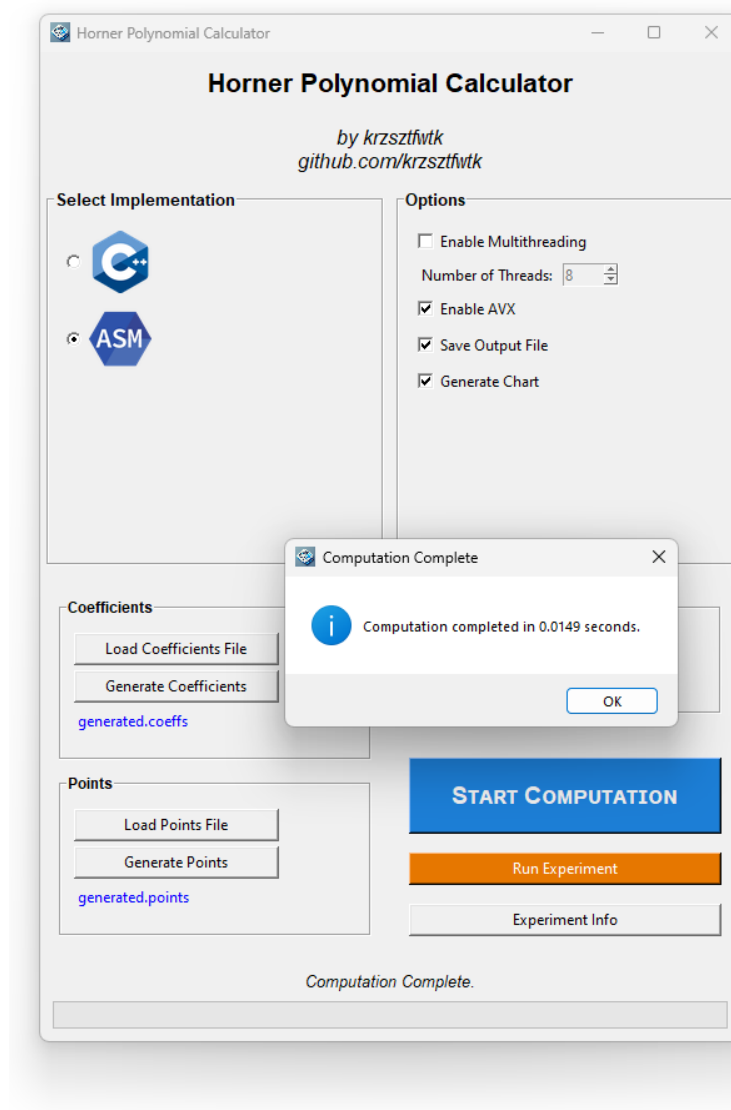 Horner Polynomial Calculator
Horner Polynomial Calculator
by krzsztfwtk
github.com/krzsztfwtk
Select Implementation
C++
ASM
Options
Enable Multithreading
Number of Threads: 8
Enable AVX
Save Output File
Generate Chart
Computation Complete
Computation completed in 0.0149 seconds.
OK
Coefficients
Load Coefficients File
Generate Coefficients
generated.coeffs
Points
Load Points File
Generate Points
generated.points
START COMPUTATION
Run Experiment
Experiment Info
Computation Complete.